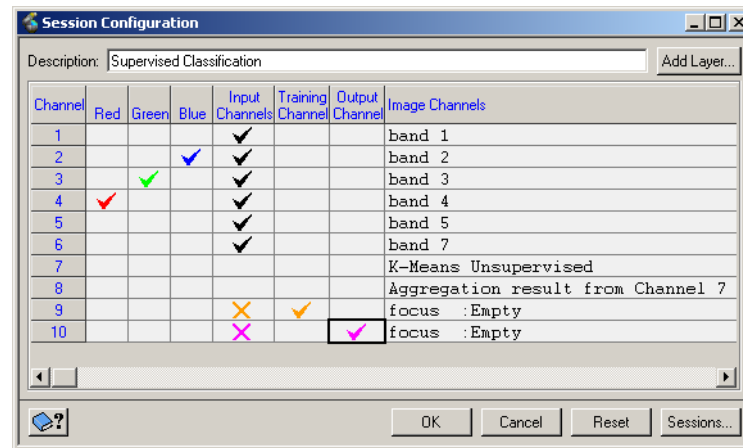 Session Configuration
Description: Supervised Classification Add Layer...
Channel Red Green Blue Input Channels Training Channel Output Channel Image Channels
1 band 1
2 band 2
3 band 3
4 band 4
5 band 5
6 band 7
7 K-Means Unsupervised
8 Aggregation result from Channel 7
9 focus :Empty
10 focus :Empty
? OK Cancel Reset Sessions...